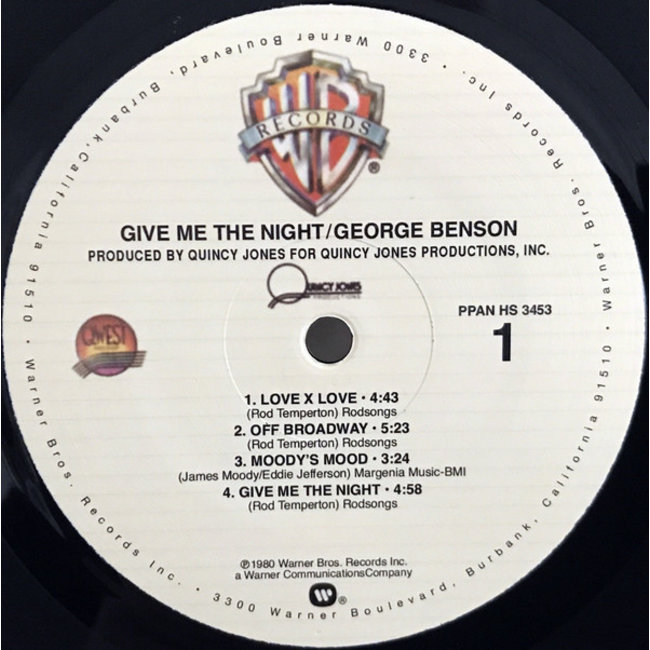 WB
RECORDS
®
GIVE ME THE NIGHT/GEORGE BENSON
PRODUCED BY QUINCY JONES FOR QUINCY JONES PRODUCTIONS, INC.
QUINCY JONES
PRODUCTIONS
PPAN HS 3453
1
QWEST
1. LOVE X LOVE • 4:43
(Rod Temperton) Rodsongs
2. OFF BROADWAY • 5:23
(Rod Temperton) Rodsongs
3. MOODY'S MOOD • 3:24
(James Moody/Eddie Jefferson) Margenia Music-BMI
4. GIVE ME THE NIGHT • 4:58
(Rod Temperton) Rodsongs
℗1980 Warner Bros. Records Inc.
a Warner CommunicationsCompany
W®
Warner Bros. Records Inc. • 3300 Warner Boulevard, Burbank, California 91510 • Warner Bros. Records Inc. • 3300 Warner Boulevard, Burbank, California 91510 •